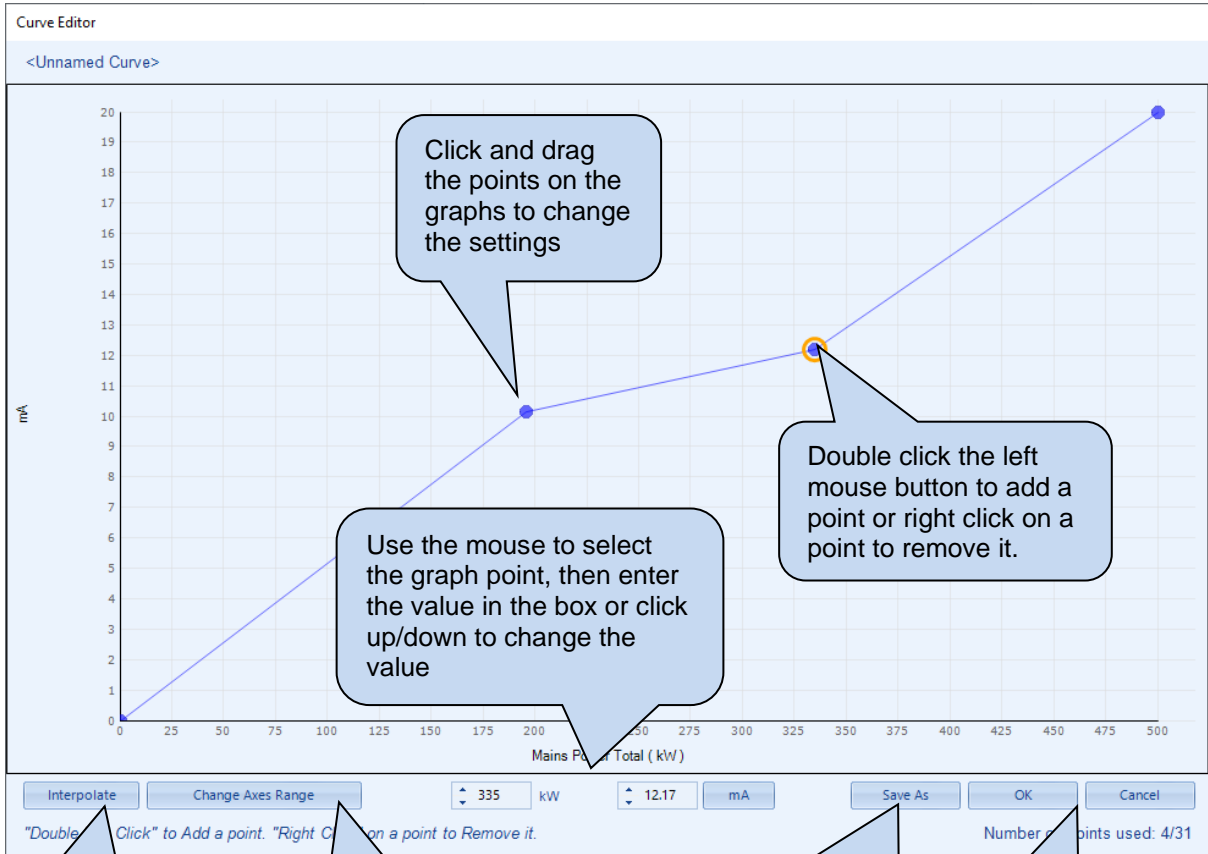 Curve Editor
<Unnamed Curve>
20
19
18
17
16
15
14
13
12
11
10
9
8
7
6
5
4
3
2
1
0
mA
Click and drag
the points on the
graphs to change
the settings
Double click the left
mouse button to add a
point or right click on a
point to remove it.
Use the mouse to select
the graph point, then enter
the value in the box or click
up/down to change the
value
0 25 50 75 100 125 150 175 200 250 275 300 325 350 375 400 425 450 475 500
Mains Total ( kW )
Interpolate Change Axes Range 335 kW 12.17 mA Save As OK Cancel
"Double Click" to Add a point. "Right on a point to Remove it. Number used: 4/31